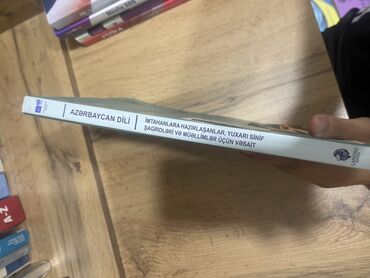 AZƏRBAYCAN DİLİ
İMTAHANLARA HAZIRLAŞANLAR, YUXARI SİNİF
ŞAGİRDLƏRİ VƏ MÜƏLLİMLƏR ÜÇÜN VƏSAİT
A-Z